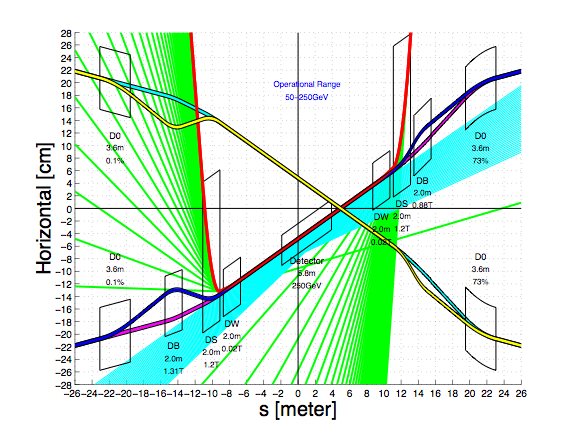 28
26
24
22
20
18
16
14
12
10
8
6
4
2
0
−2
−4
−6
−8
−10
−12
−14
−16
−18
−20
−22
−24
−26
−28
Horizontal [cm]
Operational Range
50−250GeV
D0
3.6m
0.1%
D0
3.6m
73%
DB
2.0m
0.88T
DS
2.0m
1.2T
DW
2.0m
0.02T
Detector
5.8m
250GeV
D0
3.6m
0.1%
D0
3.6m
73%
DW
2.0m
0.02T
DS
2.0m
1.2T
DB
2.0m
1.31T
−26 −24 −22 −20 −18 −16 −14 −12 −10 −8 −6 −4 −2 0 2 4 6 8 10 12 14 16 18 20 22 24 26
s [meter]